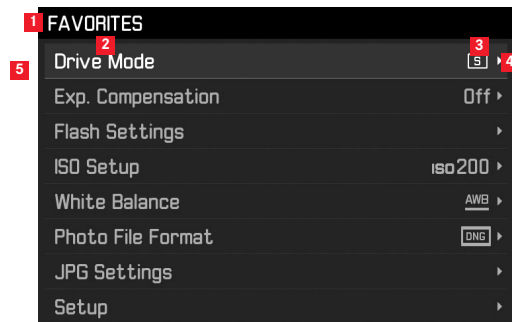 1 FAVORITES
2 3
Drive Mode S 4
5
Exp. Compensation Off
Flash Settings
ISO Setup ISO200
White Balance AWB
Photo File Format DNG
JPG Settings
Setup